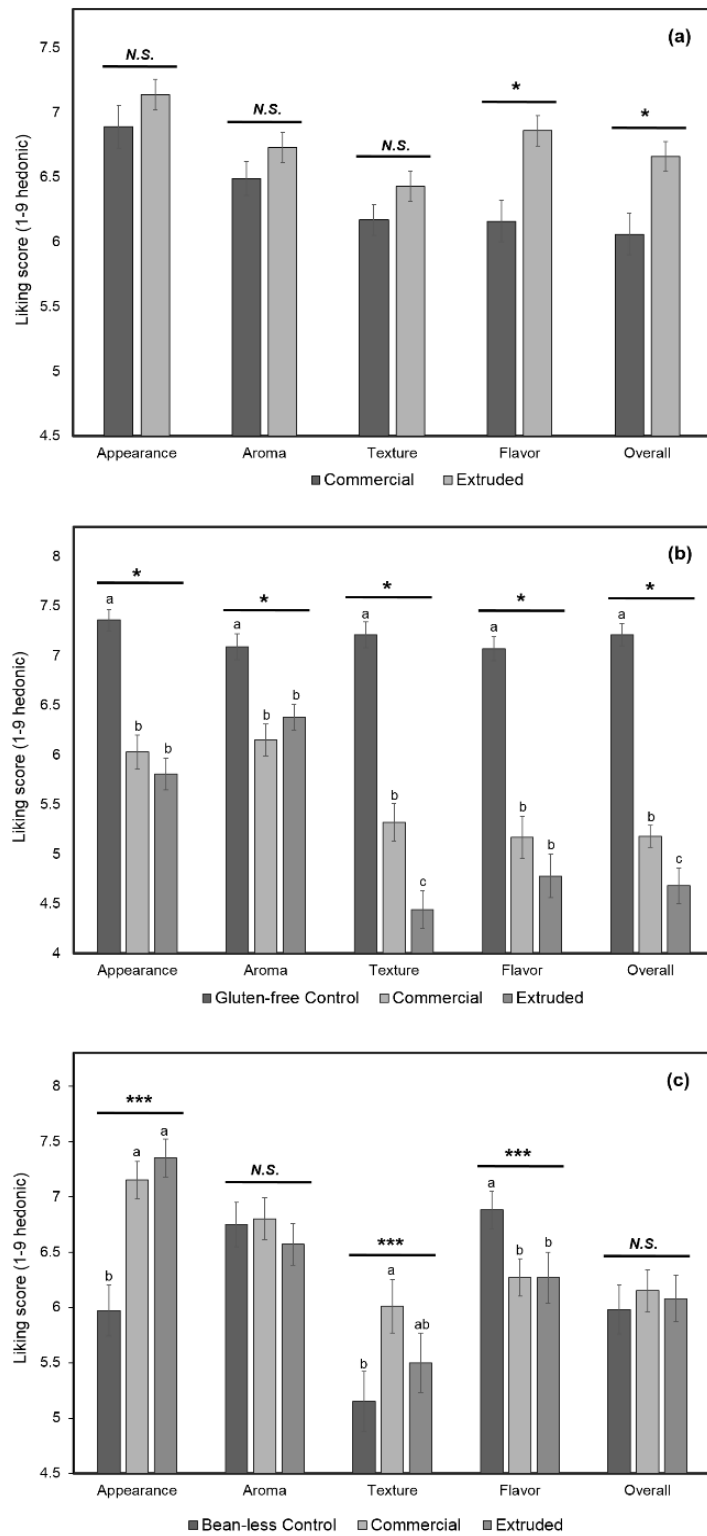 (a)
7.5
7
6.5
6
5.5
5
4.5
Liking score (1-9 hedonic)
N.S.
N.S.
N.S.
*
*
Appearance
Aroma
Texture
Flavor
Overall
Commercial
Extruded
(b)
8
7.5
7
6.5
6
5.5
5
4.5
4
Liking score (1-9 hedonic)
*
*
*
*
*
a
b
b
a
b
b
a
b
c
a
b
b
a
b
c
Appearance
Aroma
Texture
Flavor
Overall
Gluten-free Control
Commercial
Extruded
(c)
8
7.5
7
6.5
6
5.5
5
4.5
Liking score (1-9 hedonic)
***
N.S.
***
***
N.S.
b
a
a
b
a
ab
a
b
b
Appearance
Aroma
Texture
Flavor
Overall
Bean-less Control
Commercial
Extruded